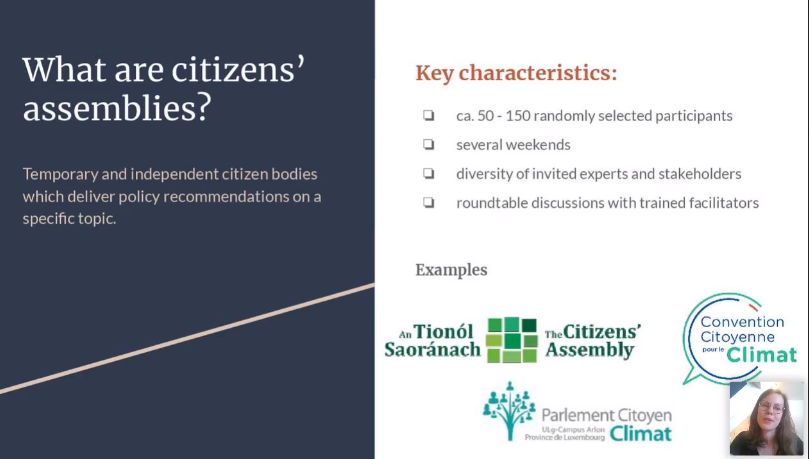 What are citizens’
assemblies?
Temporary and independent citizen bodies
which deliver policy recommendations on a
specific topic.
Key characteristics:
ca. 50 - 150 randomly selected participants
several weekends
diversity of invited experts and stakeholders
roundtable discussions with trained facilitators
Examples
An Tionól
Saoránach
The Citizens’
Assembly
Convention
Citoyenne
pour le Climat
Parlement Citoyen
ULg-Campus Arlon
Province de Luxembourg Climat